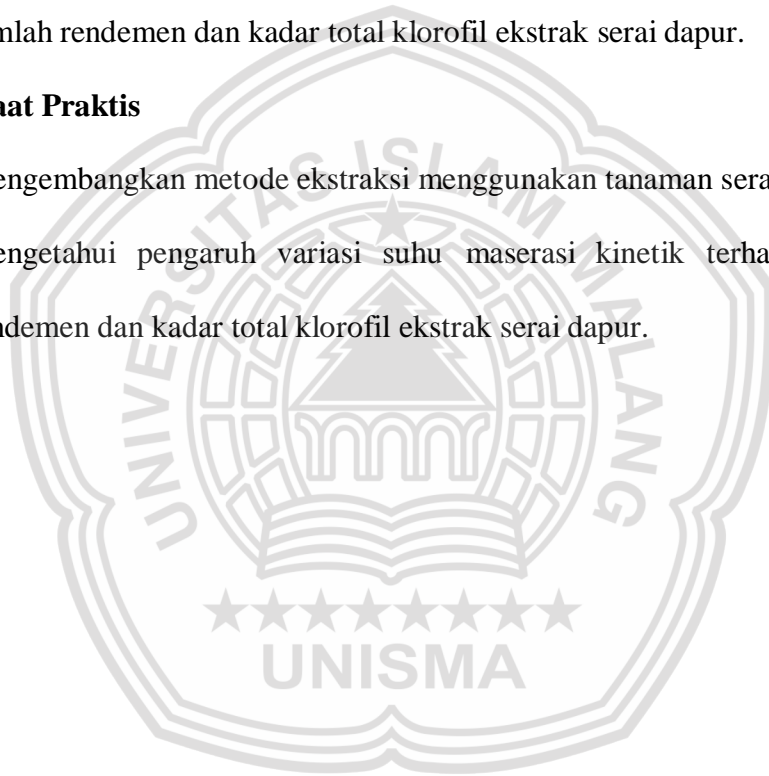 mlah rendemen dan kadar total klorofil ekstrak serai dapur.
aat Praktis
engembangkan metode ekstraksi menggunakan tanaman sera
engetahui pengaruh variasi suhu maserasi kinetik terha
ndemen dan kadar total klorofil ekstrak serai dapur.
UNIVERSITAS ISLAM MALANG
UNISMA